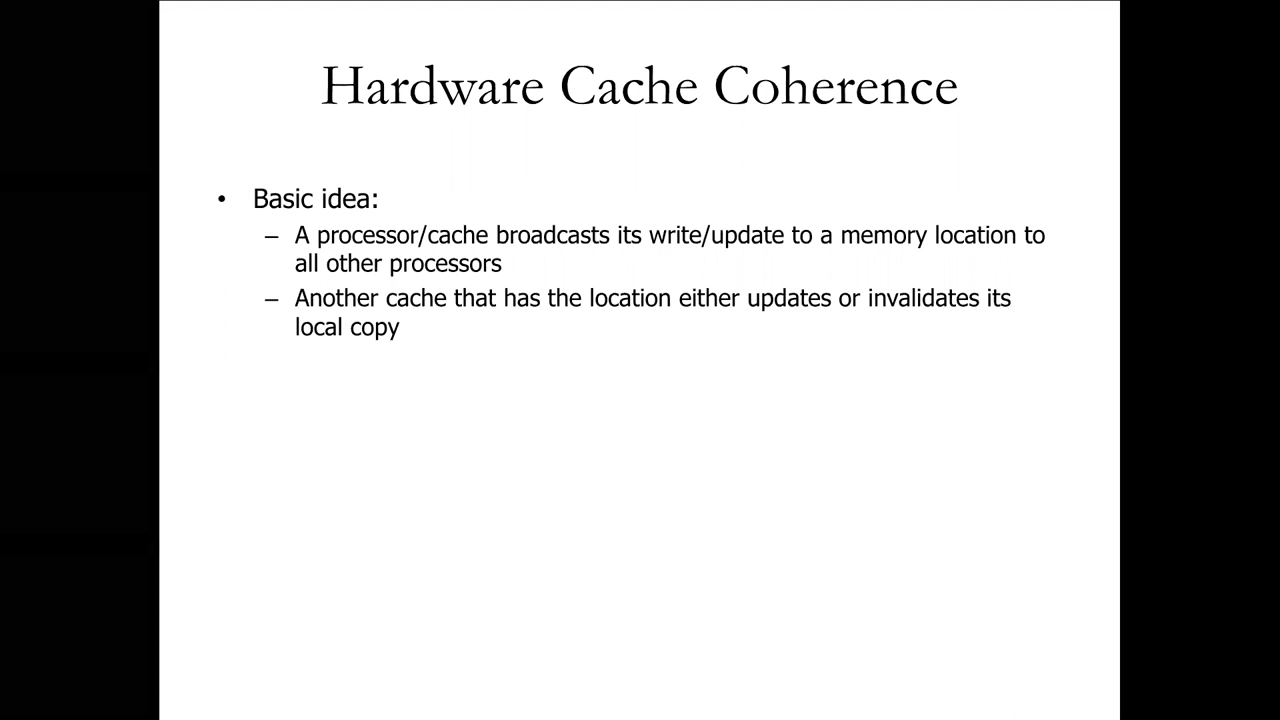 Hardware Cache Coherence
• Basic idea:
– A processor/cache broadcasts its write/update to a memory location to
all other processors
– Another cache that has the location either updates or invalidates its
local copy